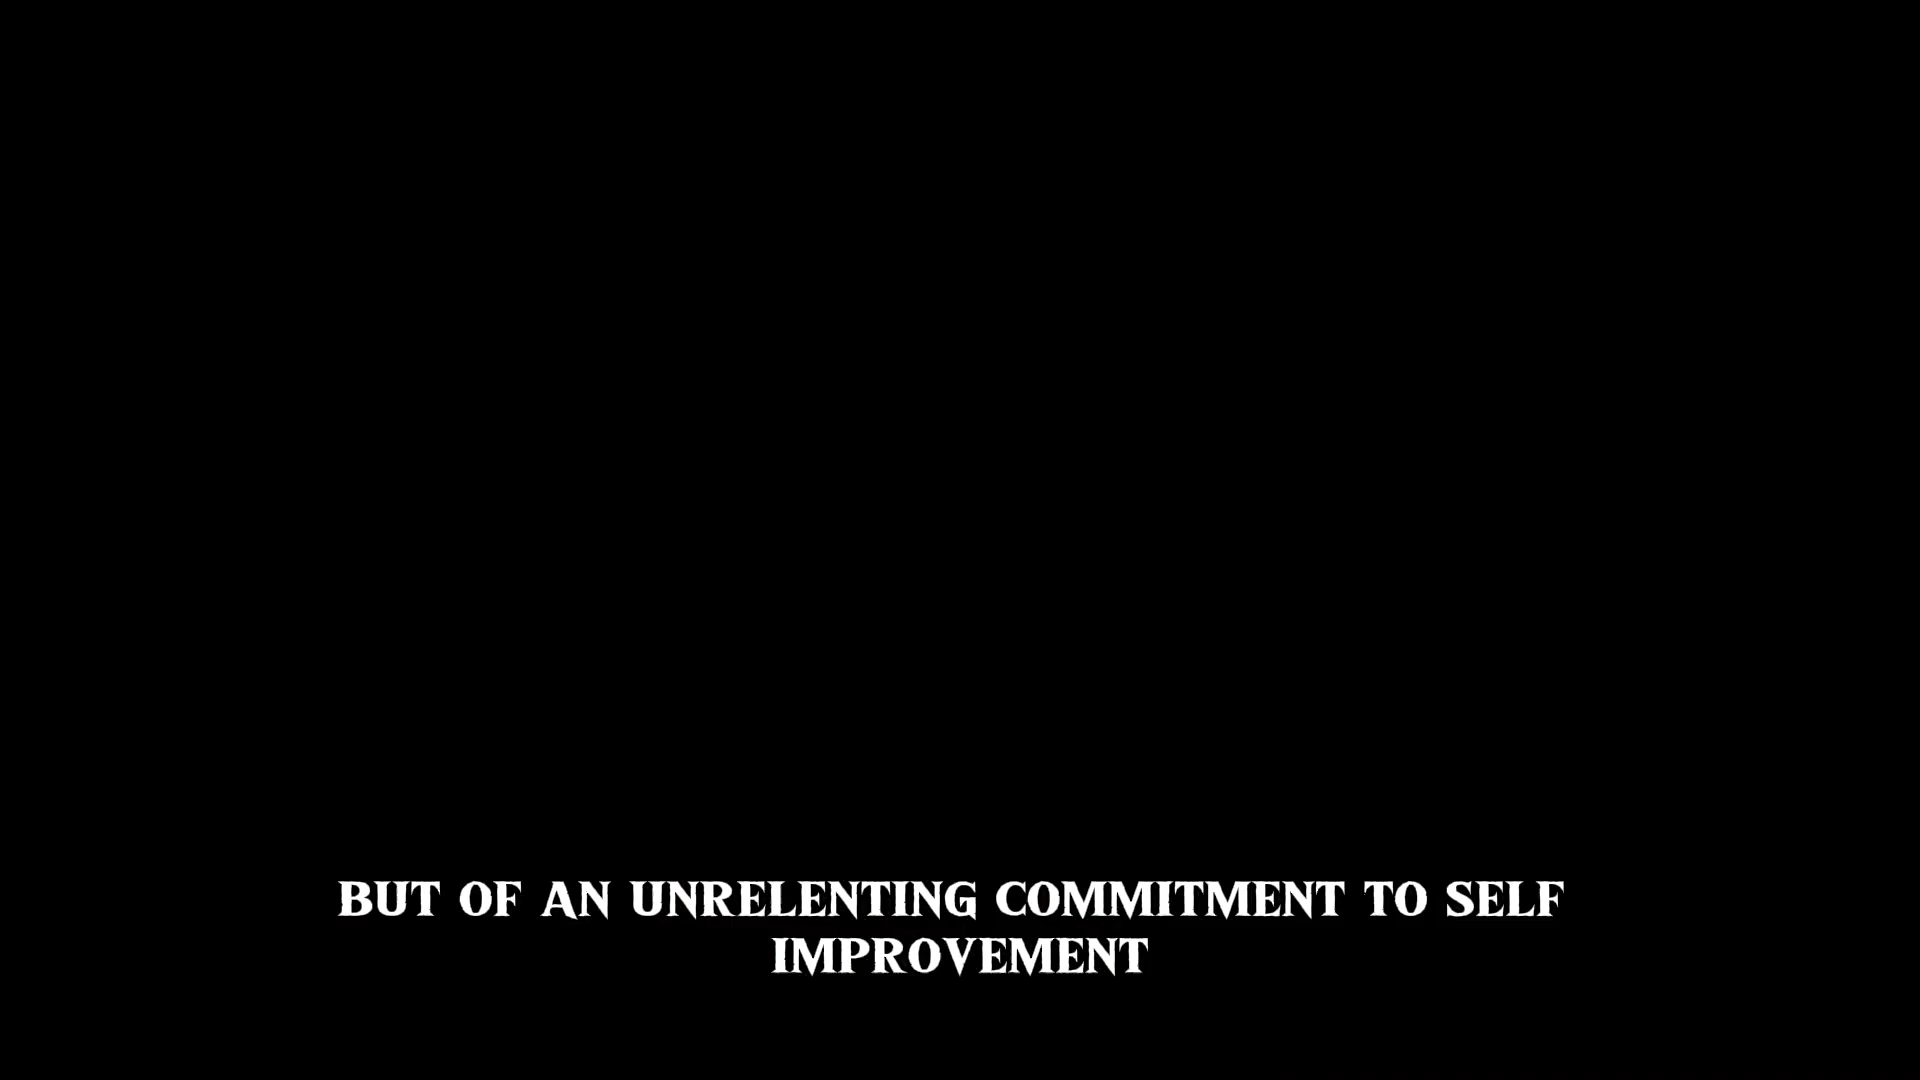 BUT OF AN UNRELENTING COMMITMENT TO SELF
IMPROVEMENT